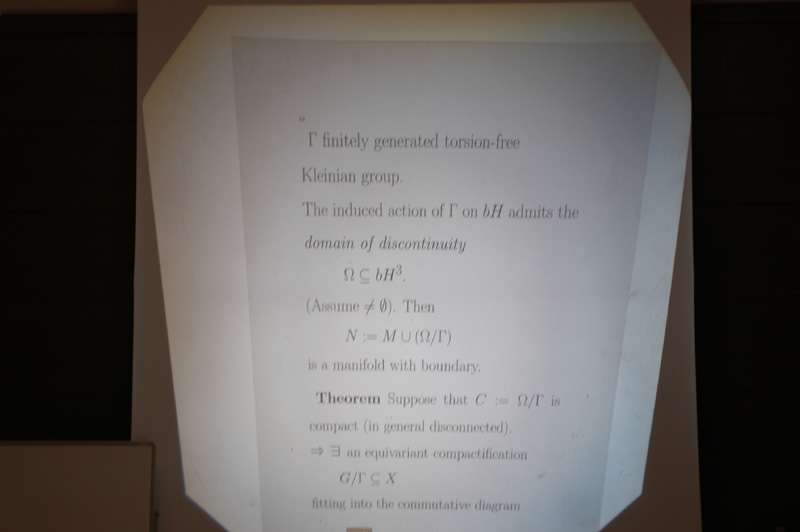 Γ finitely generated torsion-free
Kleinian group.
The induced action of Γ on bH admits the
domain of discontinuity
Ω ⊆ bH³.
(Assume ≠ ∅). Then
N := M ∪ (Ω/Γ)
is a manifold with boundary.
Theorem Suppose that C := Ω/Γ is
compact (in general disconnected).
⇒ ∃ an equivariant compactification
G/Γ ⊆ X
fitting into the commutative diagram